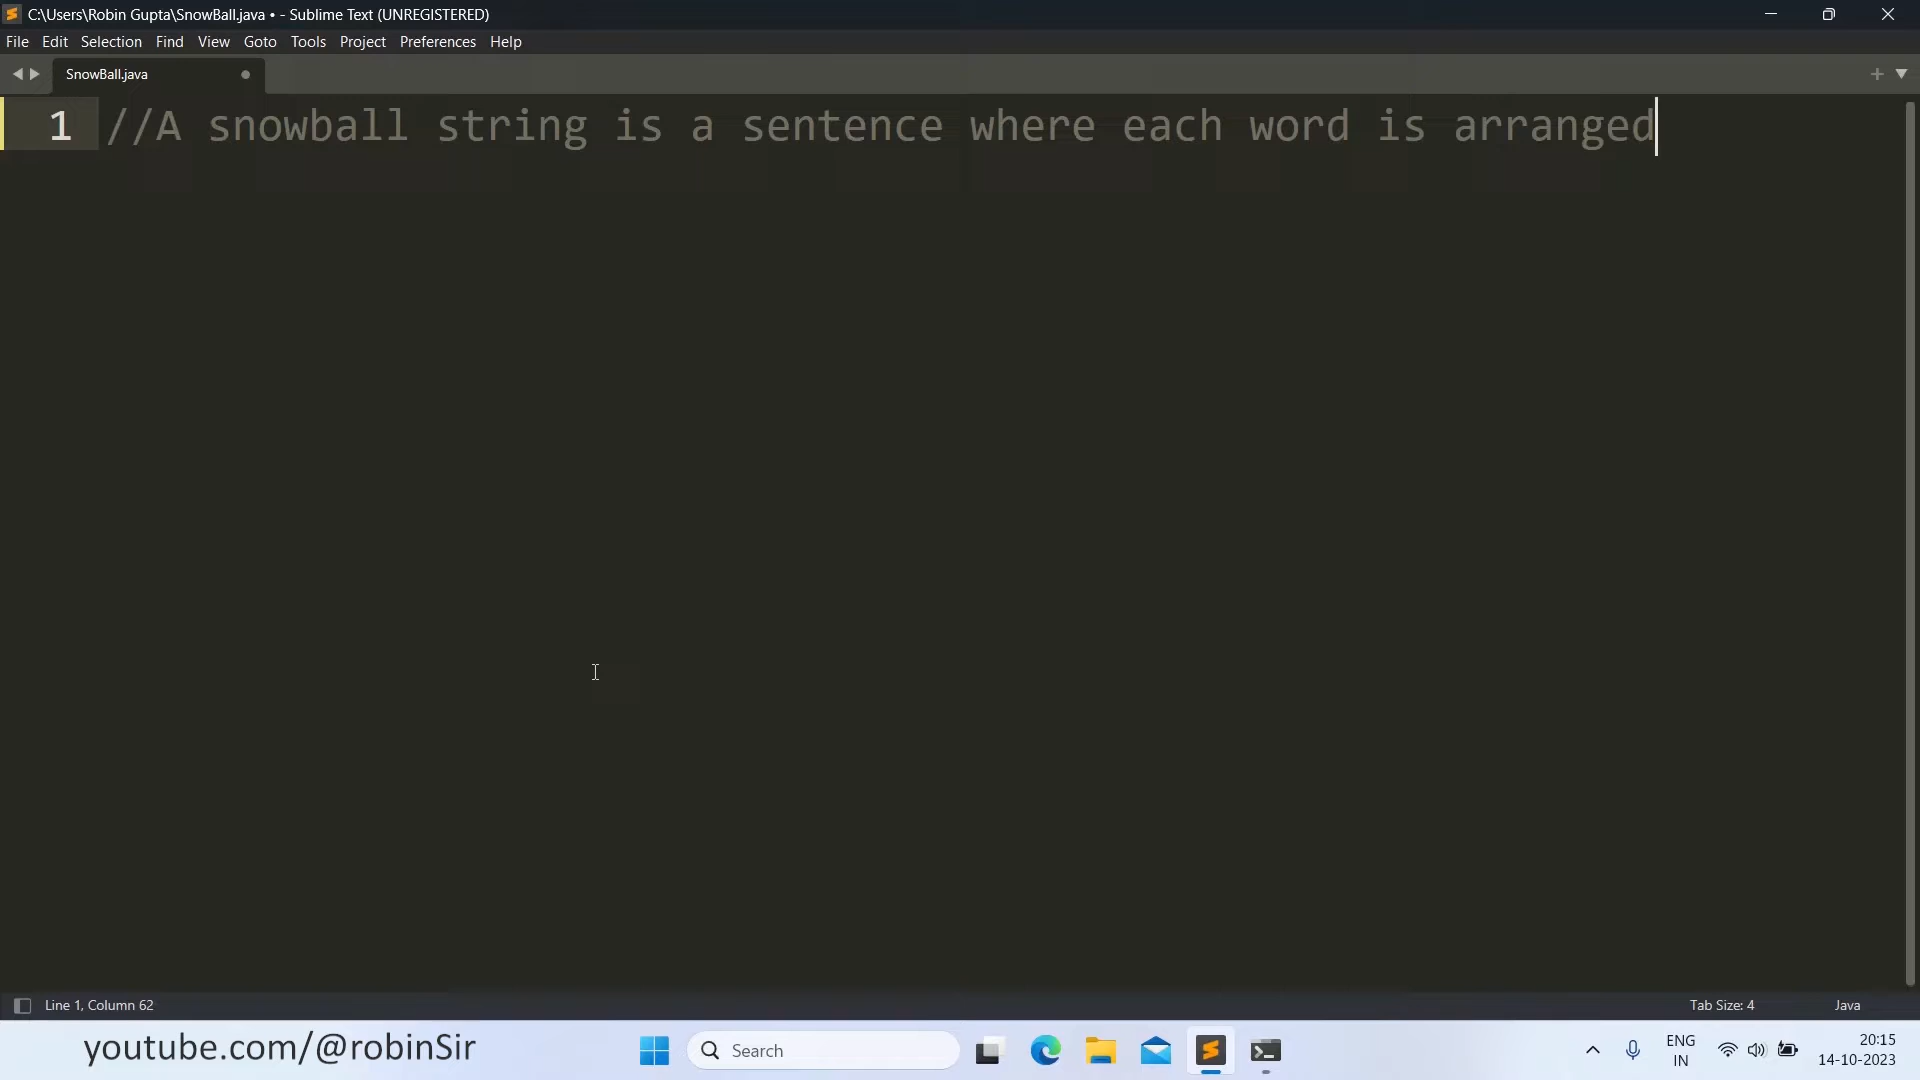 C:\Users\Robin Gupta\SnowBall.java • - Sublime Text (UNREGISTERED)
File Edit Selection Find View Goto Tools Project Preferences Help
SnowBall.java
1 //A snowball string is a sentence where each word is arranged
Line 1, Column 62
Tab Size: 4
Java
youtube.com/@robinSir
Search
ENG
IN
20:15
14-10-2023